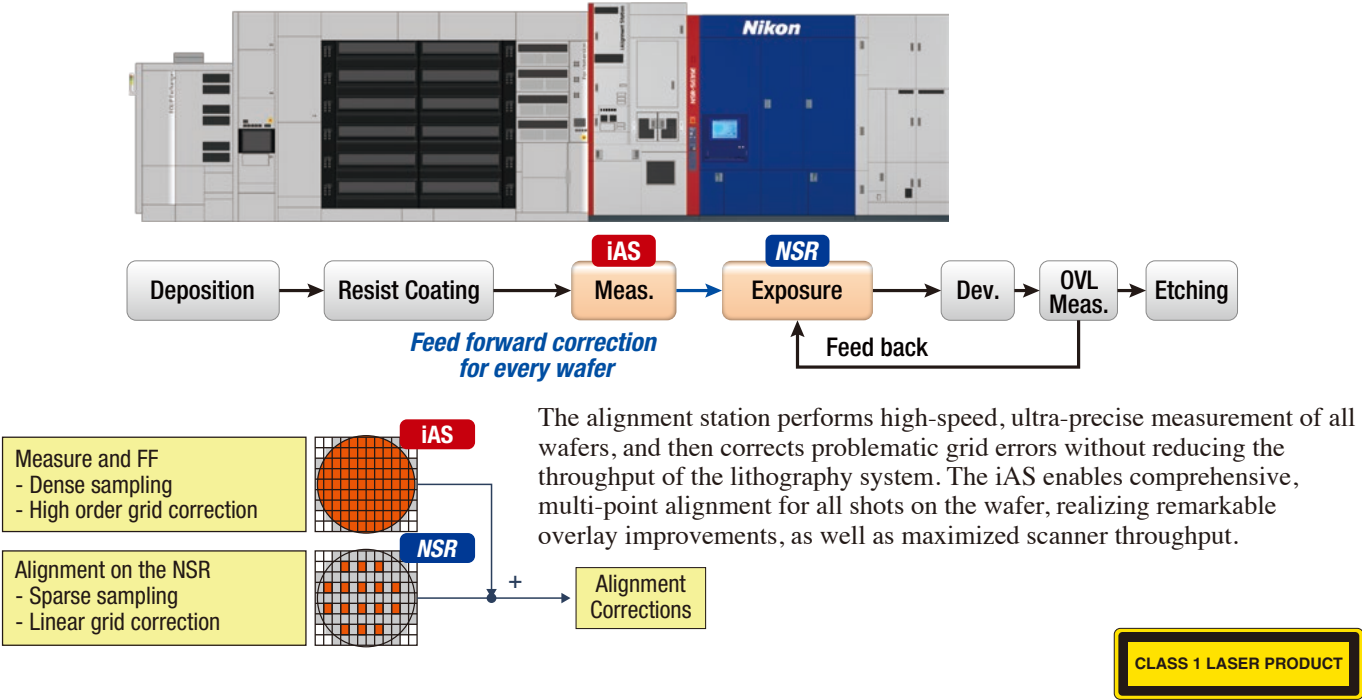 Nikon
iAS
NSR
Deposition
Resist Coating
Meas.
Exposure
Dev.
OVL
Meas.
Etching
Feed forward correction
for every wafer
Feed back
The alignment station performs high-speed, ultra-precise measurement of all
wafers, and then corrects problematic grid errors without reducing the
throughput of the lithography system. The iAS enables comprehensive,
multi-point alignment for all shots on the wafer, realizing remarkable
overlay improvements, as well as maximized scanner throughput.
iAS
Measure and FF
- Dense sampling
- High order grid correction
NSR
Alignment on the NSR
- Sparse sampling
- Linear grid correction
+
Alignment
Corrections
CLASS 1 LASER PRODUCT